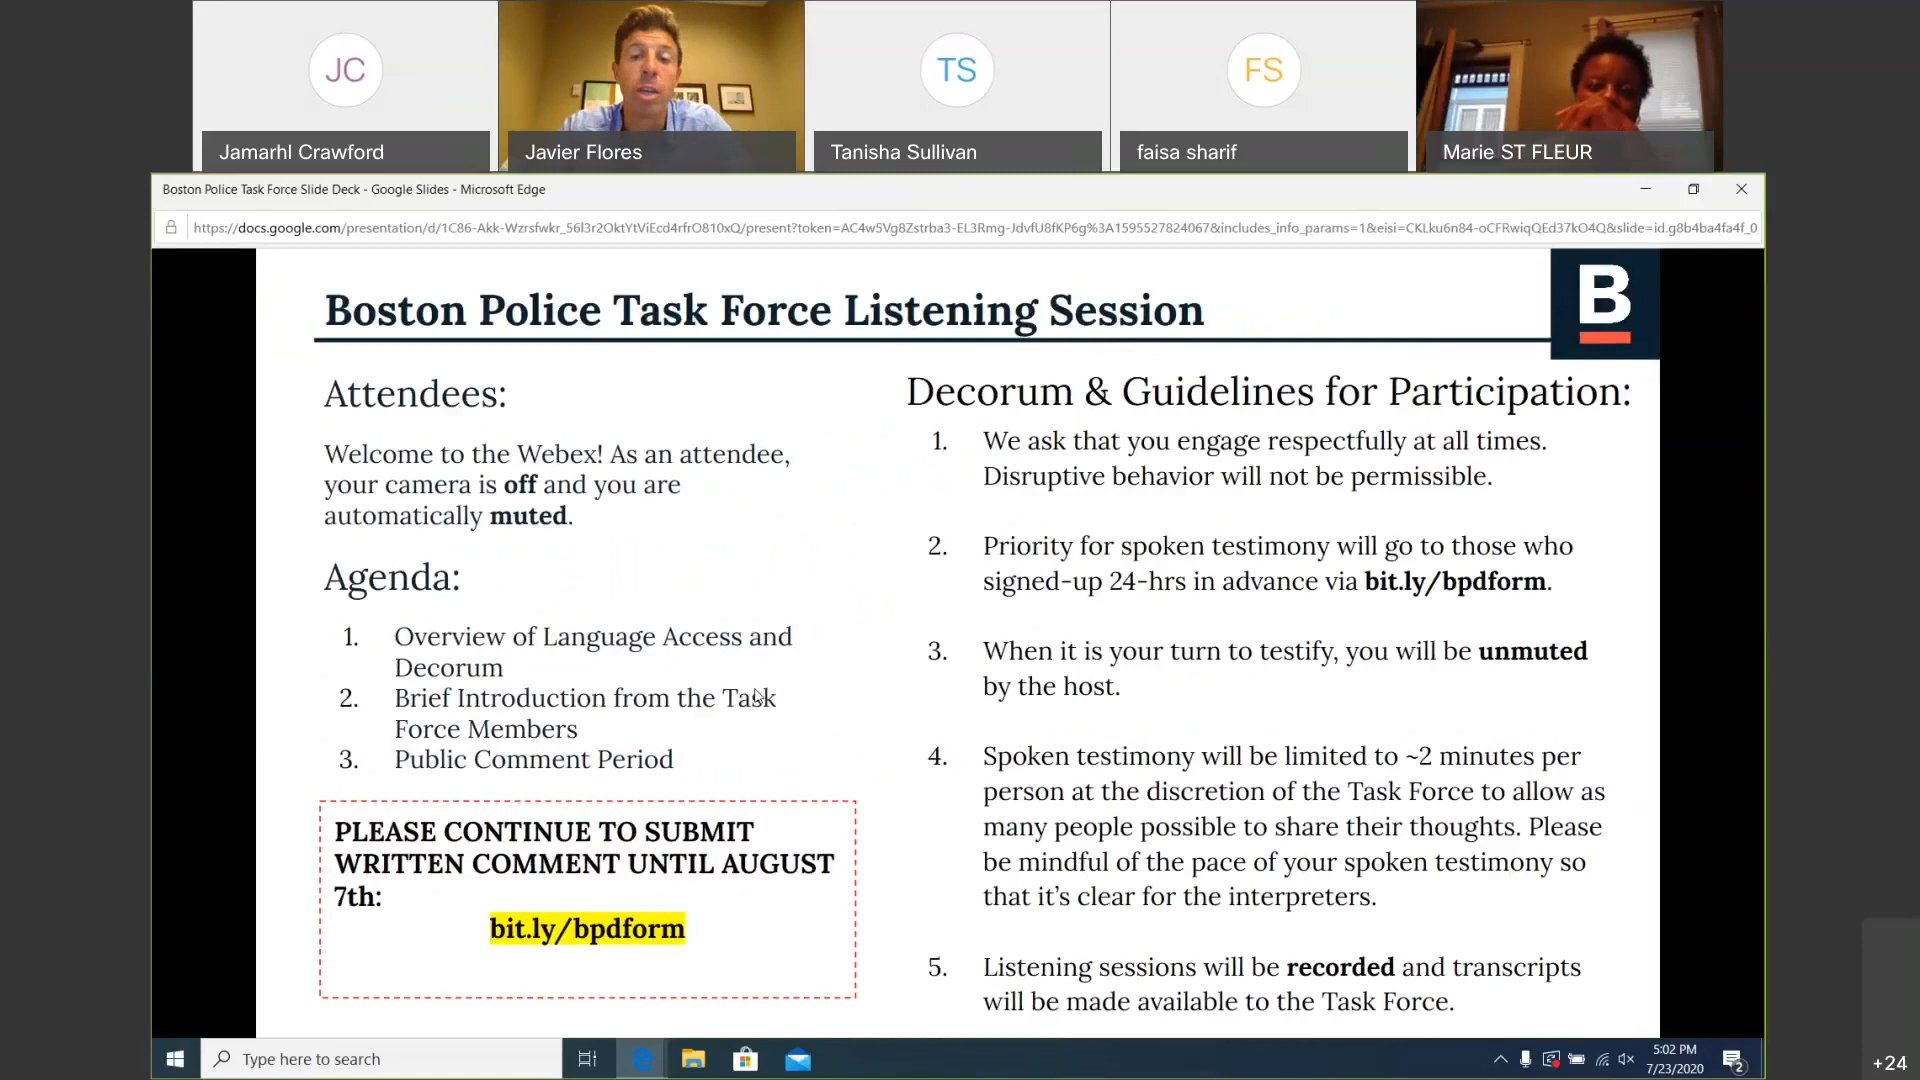 JC
TS
FS
Jamarhl Crawford
Javier Flores
Tanisha Sullivan
faisa sharif
Marie ST FLEUR
Boston Police Task Force Slide Deck - Google Slides - Microsoft Edge
https://docs.google.com/presentation/d/1C86-Akk-Wzrsfwkr_56l3r2OktYtViEcd4rfrO810xQ/present?token=AC4w5Vg8Zstrba3-EL3Rmg-JdvfU8fKP6g%3A1595527824067&includes_info_params=1&eisi=CKLku6n84-oCFRwiqQEd37kO4Q&slide=id.g8b4ba4fa4f_0
Boston Police Task Force Listening Session
B
Attendees:
Welcome to the Webex! As an attendee,
your camera is off and you are
automatically muted.
Agenda:
1. Overview of Language Access and
Decorum
2. Brief Introduction from the Task
Force Members
3. Public Comment Period
PLEASE CONTINUE TO SUBMIT
WRITTEN COMMENT UNTIL AUGUST
7th:
bit.ly/bpdform
Decorum & Guidelines for Participation:
1. We ask that you engage respectfully at all times.
Disruptive behavior will not be permissible.
2. Priority for spoken testimony will go to those who
signed-up 24-hrs in advance via bit.ly/bpdform.
3. When it is your turn to testify, you will be unmuted
by the host.
4. Spoken testimony will be limited to ~2 minutes per
person at the discretion of the Task Force to allow as
many people possible to share their thoughts. Please
be mindful of the pace of your spoken testimony so
that it’s clear for the interpreters.
5. Listening sessions will be recorded and transcripts
will be made available to the Task Force.
Type here to search
5:02 PM
7/23/2020
2
+24